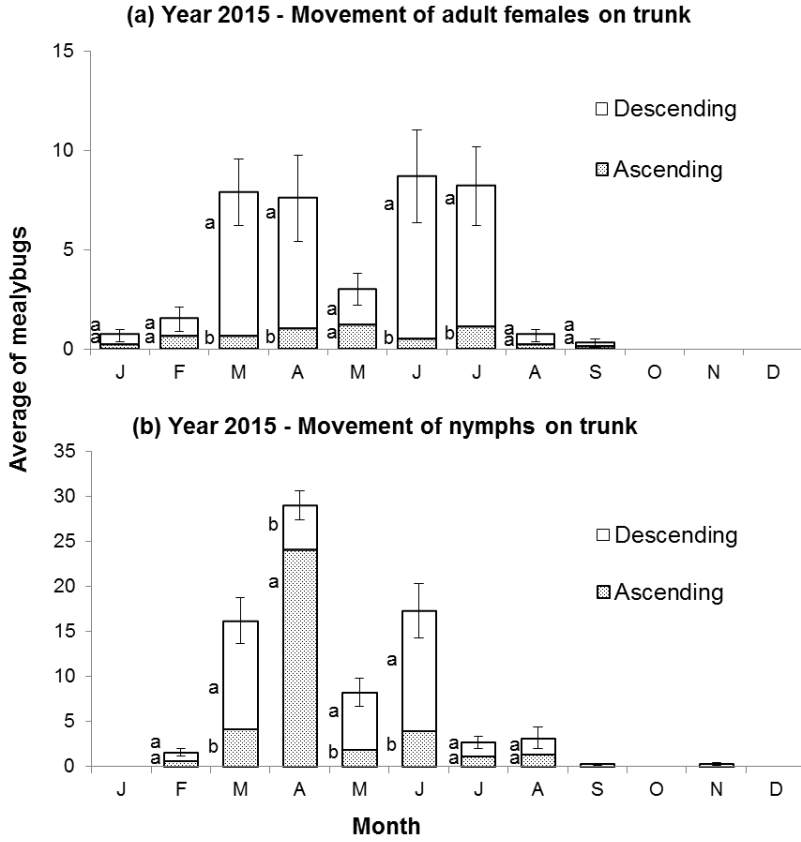 (a) Year 2015 - Movement of adult females on trunk
15
10
5
0
Descending
Ascending
a
a
a
a
a
b
a
b
a
a
a
b
a
b
a
a
a
a
J F M A M J J A S O N D
Average of mealybugs
(b) Year 2015 - Movement of nymphs on trunk
35
30
25
20
15
10
5
0
Descending
Ascending
a
a
a
b
b
a
a
b
a
b
a
a
a
a
J F M A M J J A S O N D
Month